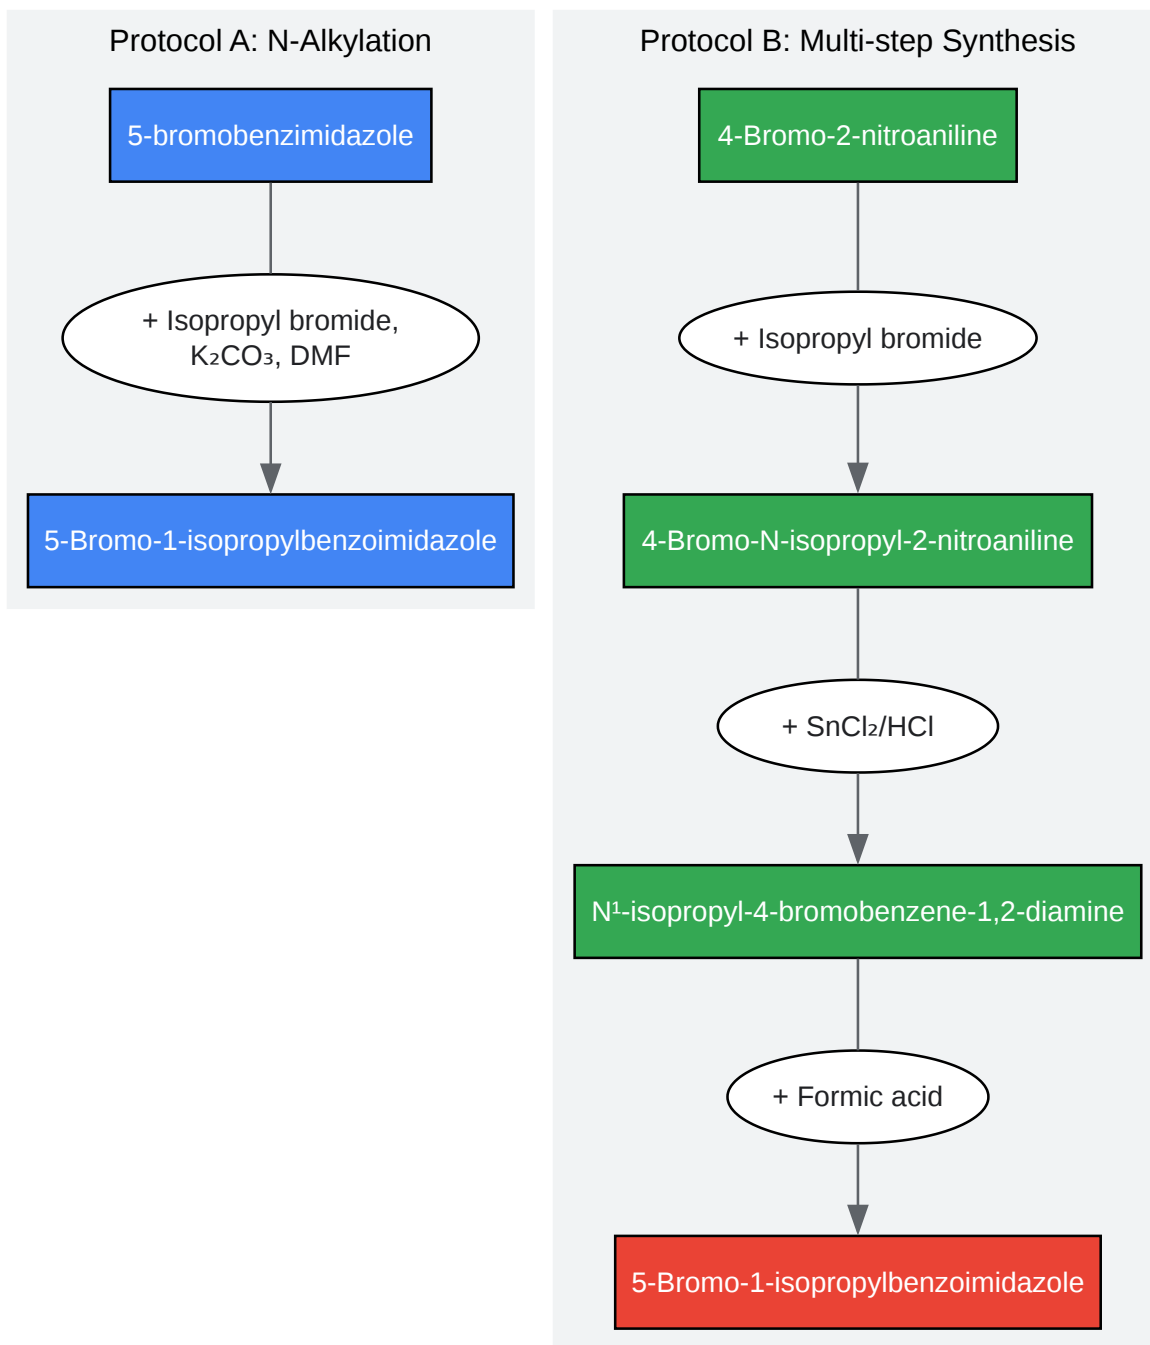 Protocol A: N-Alkylation
5-bromobenzimidazole
+ Isopropyl bromide,
K₂CO₃, DMF
5-Bromo-1-isopropylbenzoimidazole
Protocol B: Multi-step Synthesis
4-Bromo-2-nitroaniline
+ Isopropyl bromide
4-Bromo-N-isopropyl-2-nitroaniline
+ SnCl₂/HCl
N¹-isopropyl-4-bromobenzene-1,2-diamine
+ Formic acid
5-Bromo-1-isopropylbenzoimidazole